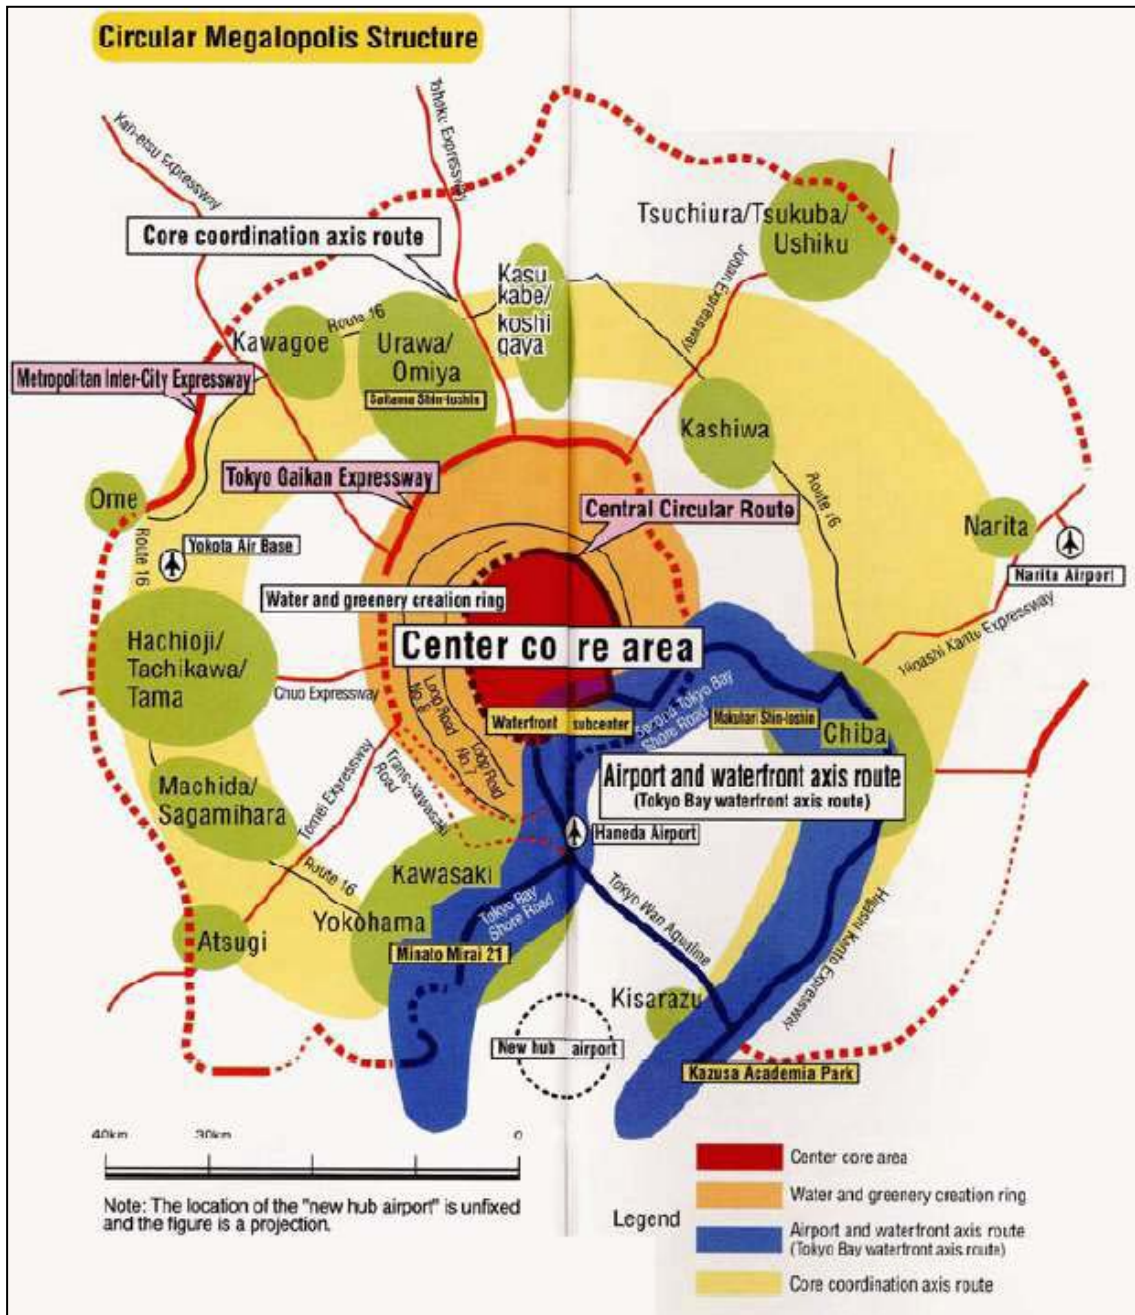 Circular Megalopolis Structure
Kan-etsu Expressway
Tohoku Expressway
Core coordination axis route
Tsuchiura/Tsukuba/
Ushiku
Joban Expressway
Kasu
kabe/
koshi
gaya
Route 16
Kawagoe
Urawa/
Omiya
Saitama Shin-toshin
Metropolitan Inter-City Expressway
Kashiwa
Tokyo Gaikan Expressway
Central Circular Route
Ome
Route 16
Route 16
Narita
Yokota Air Base
Narita Airport
Water and greenery creation ring
Higashi Kanto Expressway
Center co re area
Hachioji/
Tachikawa/
Tama
Chuo Expressway
Loop Road
No. 8
Loop Road
No. 7
Waterfront subcenter
Second Tokyo Bay
Shore Road
Makuhari Shin-toshin
Chiba
Airport and waterfront axis route
(Tokyo Bay waterfront axis route)
Machida/
Sagamihara
Tomei Expressway
Trans-Kawasaki
Road
Haneda Airport
Route 16
Kawasaki
Yokohama
Tokyo Bay
Shore Road
Tokyo Wan Aqualine
Higashi Kanto Expressway
Atsugi
Minato Mirai 21
Kisarazu
New hub airport
Kazusa Academia Park
40km 30km 0
Note: The location of the "new hub airport" is unfixed
and the figure is a projection.
Legend
Center core area
Water and greenery creation ring
Airport and waterfront axis route
(Tokyo Bay waterfront axis route)
Core coordination axis route